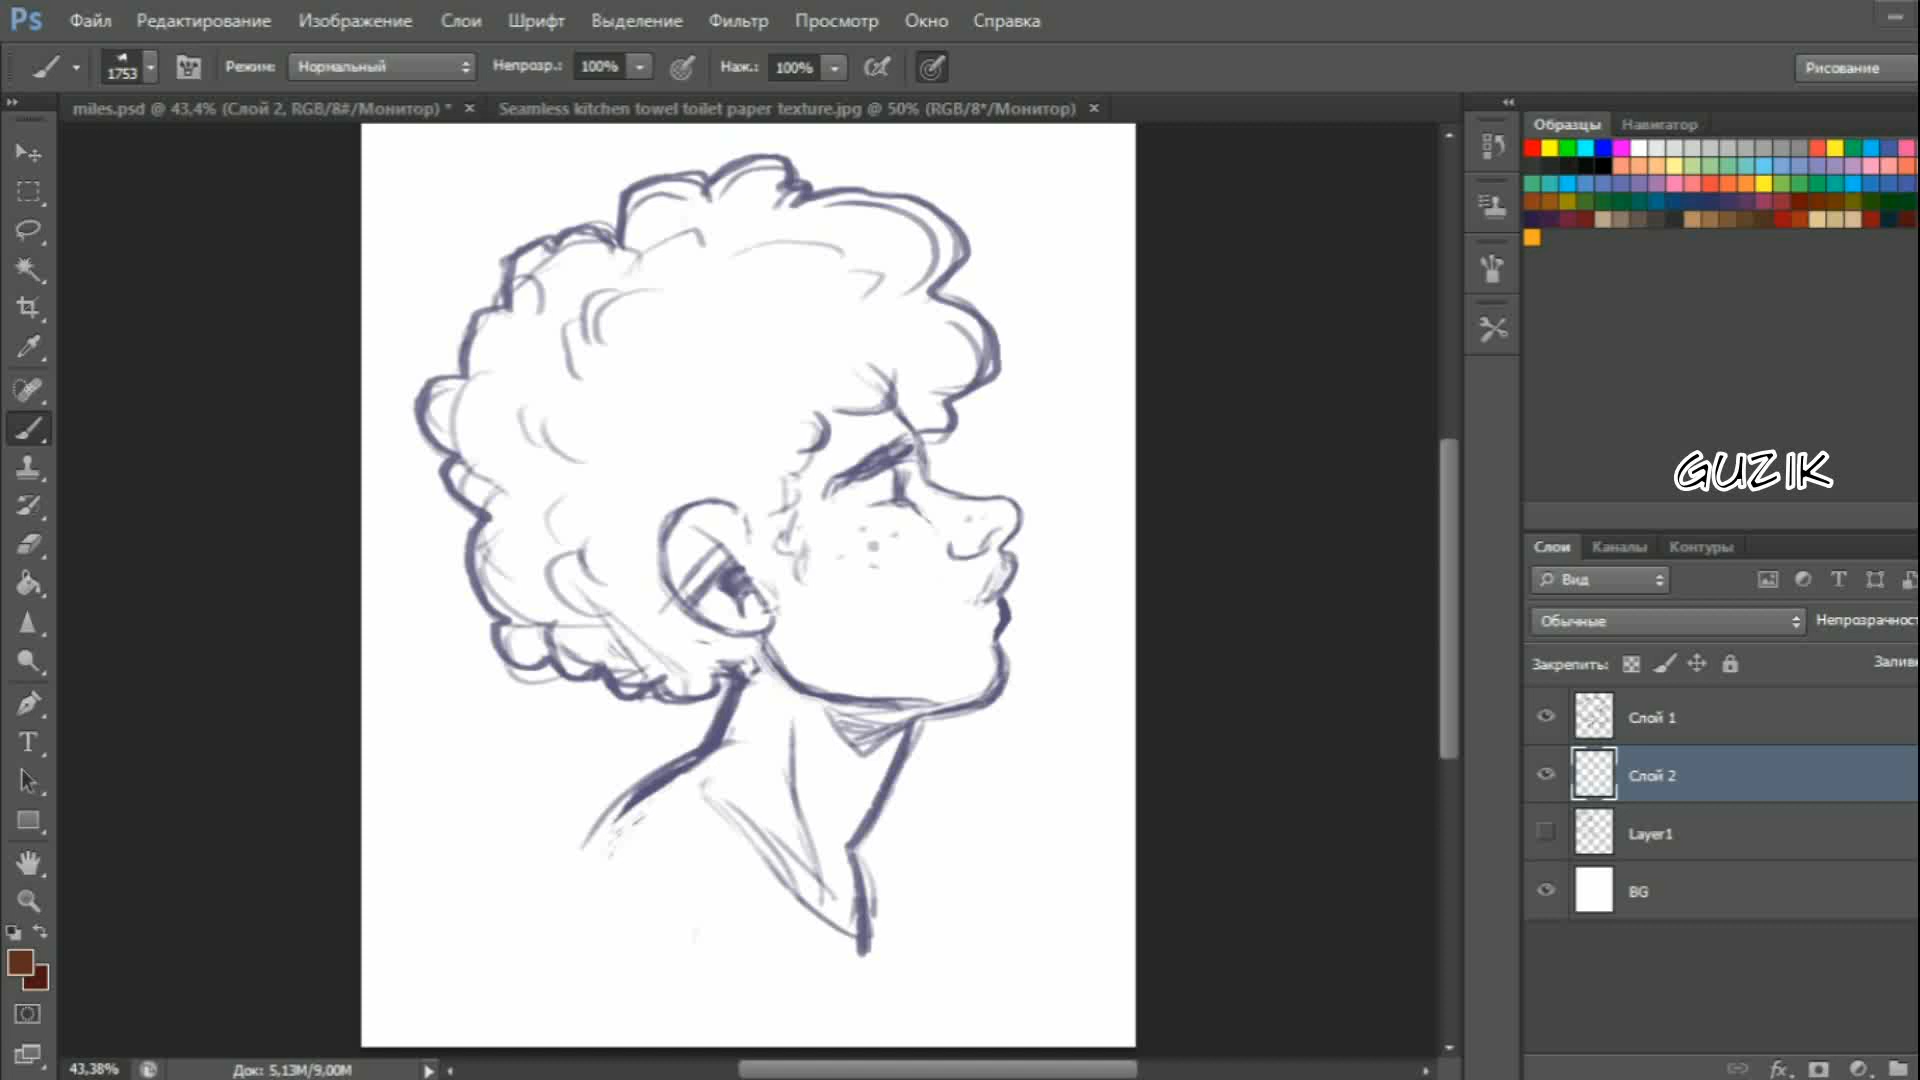 Ps Файл Редактирование Изображение Слои Шрифт Выделение Фильтр Просмотр Окно Справка
1753 Режим: Нормальный Непрозр.: 100% Наж.: 100% Рисование
miles.psd @ 43,4% (Слой 2, RGB/8#/Монитор) * × Seamless kitchen towel toilet paper texture.jpg @ 50% (RGB/8*/Монитор) ×
Образцы Навигатор
GUZIK
Слои Каналы Контуры
Вид
Обычные Непрозрачност
Закрепить: Заливк
Слой 1
Слой 2
Layer1
BG
43,38% Док: 5,13M/9,00M
fx